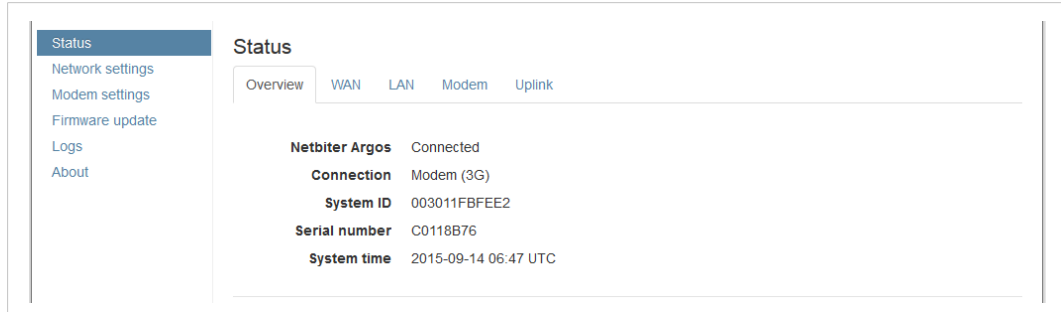 Status
Network settings
Modem settings
Firmware update
Logs
About
Status
Overview WAN LAN Modem Uplink
Netbiter Argos Connected
Connection Modem (3G)
System ID 003011FBFEE2
Serial number C0118B76
System time 2015-09-14 06:47 UTC